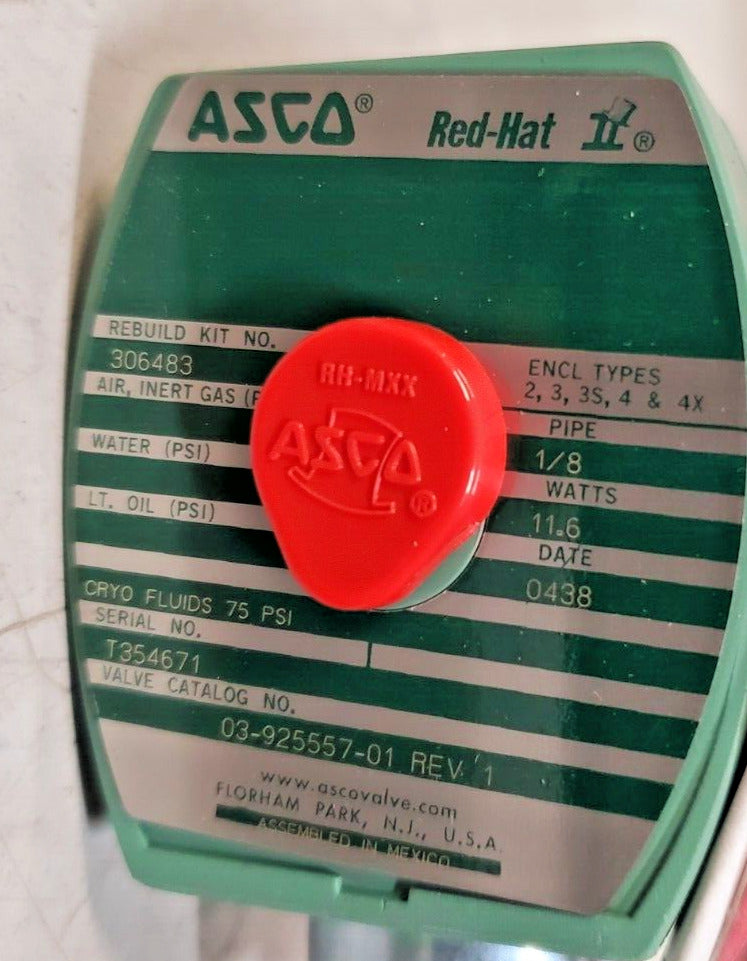 ASCO® Red-Hat II®
REBUILD KIT NO.
306483
AIR, INERT GAS
WATER (PSI)
LT. OIL (PSI)
CRYO FLUIDS 75 PSI
SERIAL NO.
T354671
VALVE CATALOG NO.
03-925557-01 REV 1
RH-MXX
ASCO
®
ENCL TYPES
2, 3, 3S, 4 & 4X
PIPE
1/8
WATTS
11.6
DATE
0438
www.ascovalve.com
FLORHAM PARK, N.J., U.S.A.
ASSEMBLED IN MEXICO